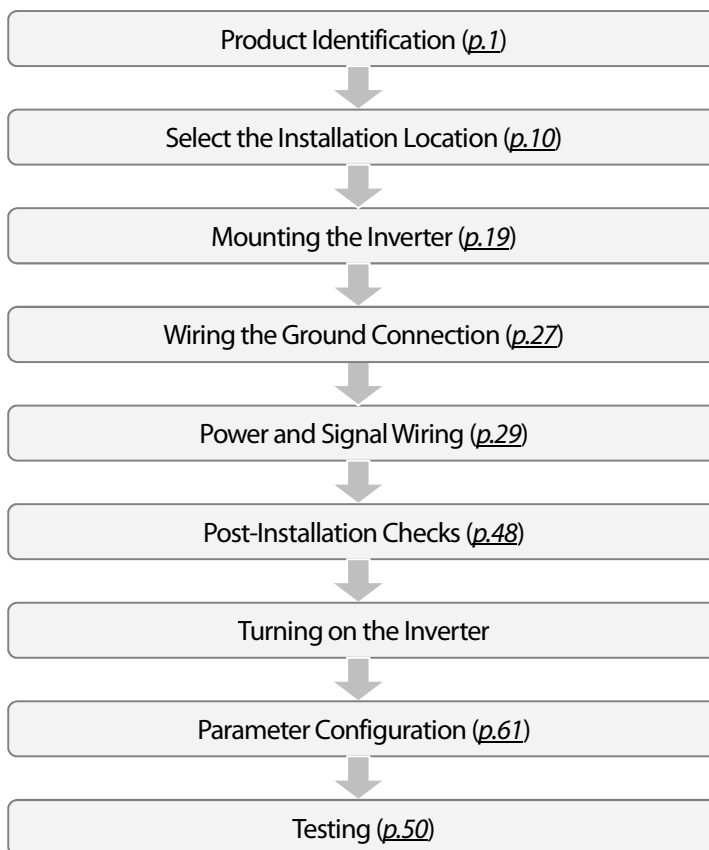 Product Identification (p.1)
Select the Installation Location (p.10)
Mounting the Inverter (p.19)
Wiring the Ground Connection (p.27)
Power and Signal Wiring (p.29)
Post-Installation Checks (p.48)
Turning on the Inverter
Parameter Configuration (p.61)
Testing (p.50)